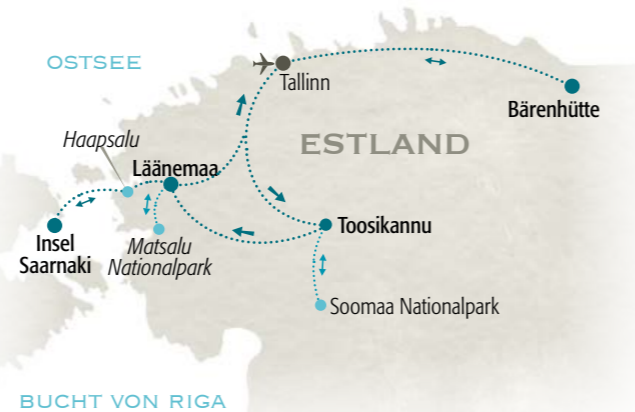 OSTSEE
Tallinn
Bärenhütte
Haapsalu
ESTLAND
Läänemaa
Toosikannu
Insel
Saarnaki
Matsalu
Nationalpark
Soomaa Nationalpark
BUCHT VON RIGA